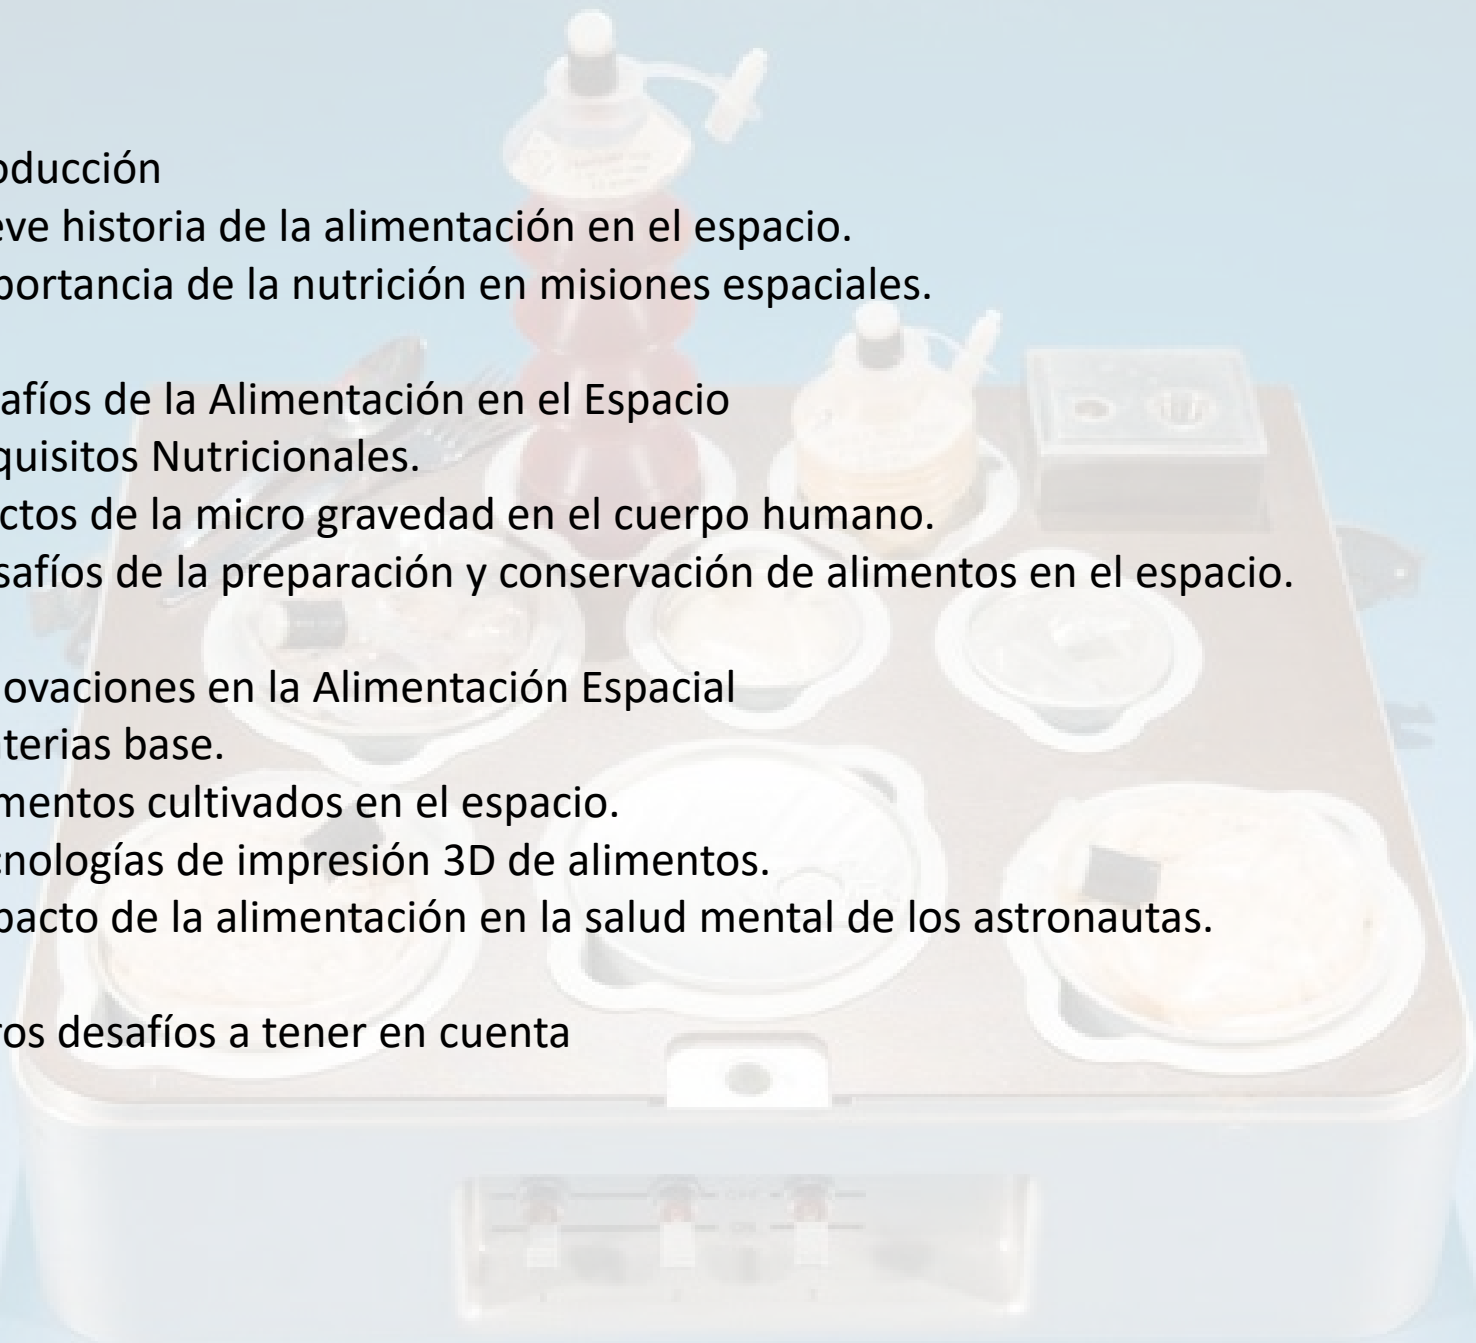 oducción
eve historia de la alimentación en el espacio.
portancia de la nutrición en misiones espaciales.
afíos de la Alimentación en el Espacio
quisitos Nutricionales.
ctos de la micro gravedad en el cuerpo humano.
safíos de la preparación y conservación de alimentos en el espacio.
ovaciones en la Alimentación Espacial
terias base.
mentos cultivados en el espacio.
cnologías de impresión 3D de alimentos.
pacto de la alimentación en la salud mental de los astronautas.
ros desafíos a tener en cuenta
OFF
ON